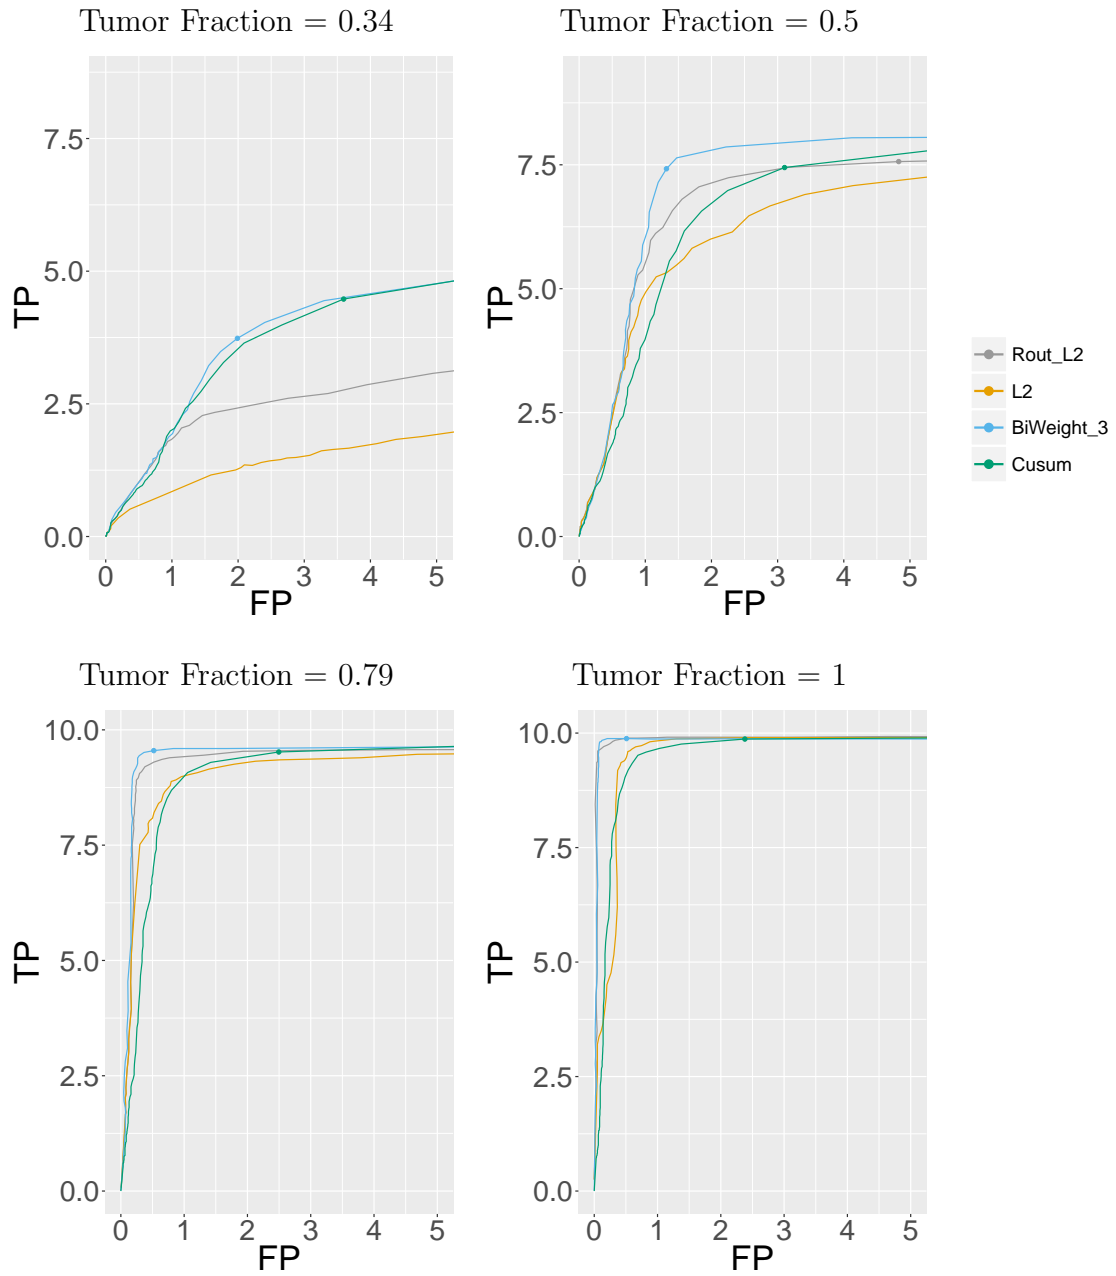 Tumor Fraction = 0.34
Tumor Fraction = 0.5
7.5
5.0
2.5
0.0
TP
0 1 2 3 4 5
FP
7.5
5.0
2.5
0.0
TP
0 1 2 3 4 5
FP
Rout_L2
L2
BiWeight_3
Cusum
Tumor Fraction = 0.79
Tumor Fraction = 1
10.0
7.5
5.0
2.5
0.0
TP
0 1 2 3 4 5
FP
10.0
7.5
5.0
2.5
0.0
TP
0 1 2 3 4 5
FP